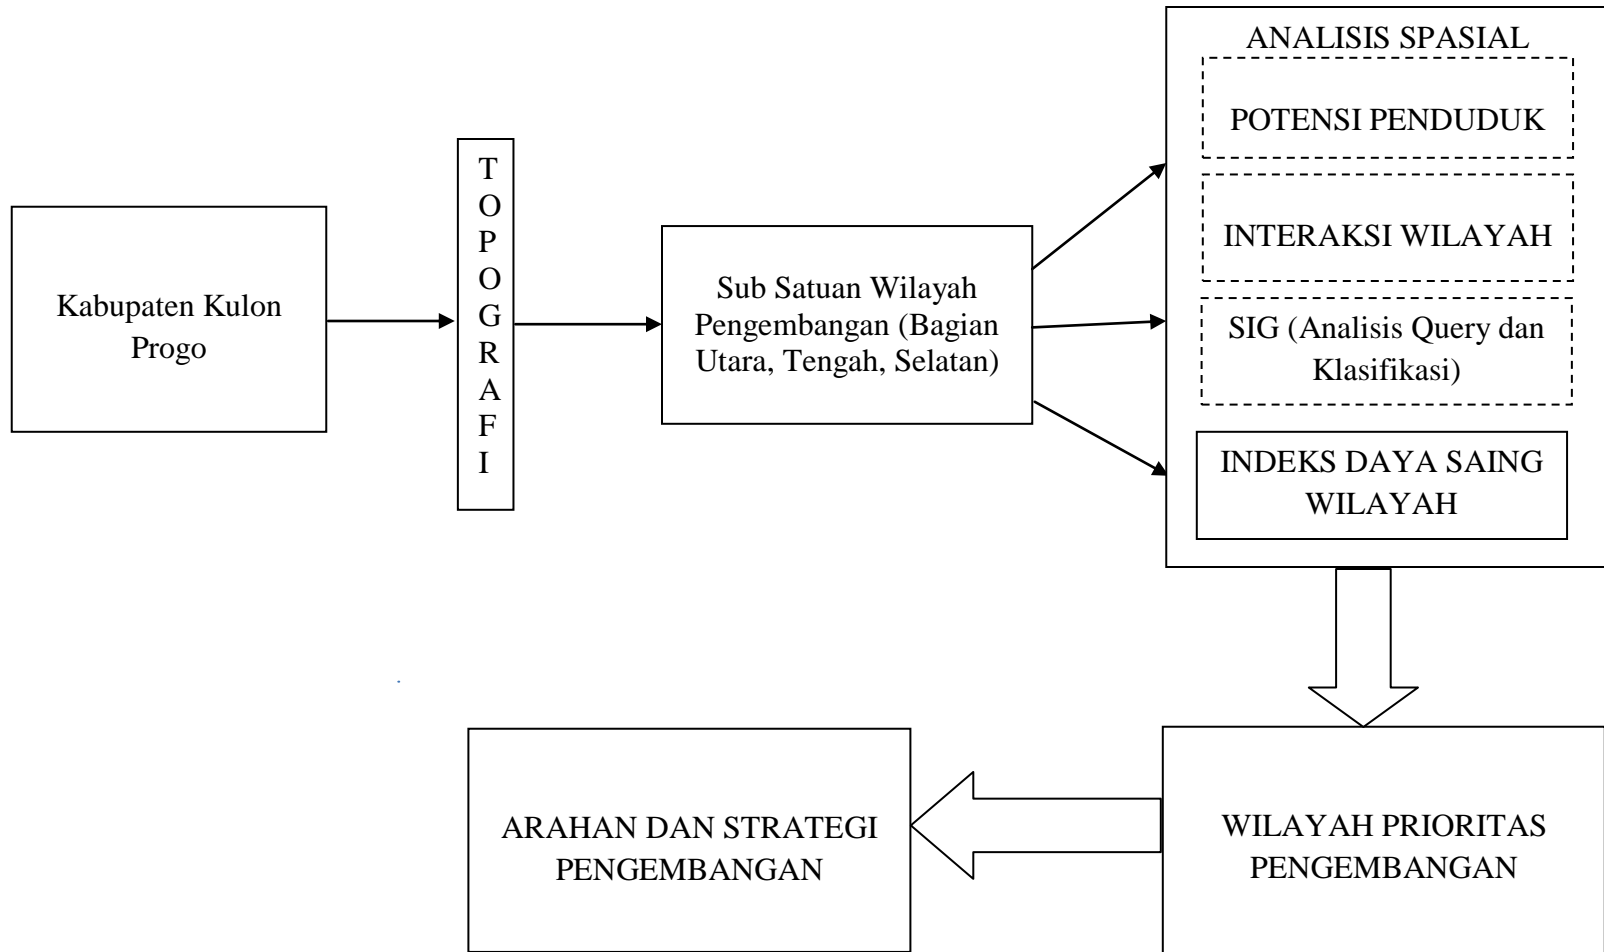 Kabupaten Kulon
Progo
T
O
P
O
G
R
A
F
I
Sub Satuan Wilayah
Pengembangan (Bagian
Utara, Tengah, Selatan)
ANALISIS SPASIAL
POTENSI PENDUDUK
INTERAKSI WILAYAH
SIG (Analisis Query dan
Klasifikasi)
INDEKS DAYA SAING
WILAYAH
WILAYAH PRIORITAS
PENGEMBANGAN
ARAHAN DAN STRATEGI
PENGEMBANGAN